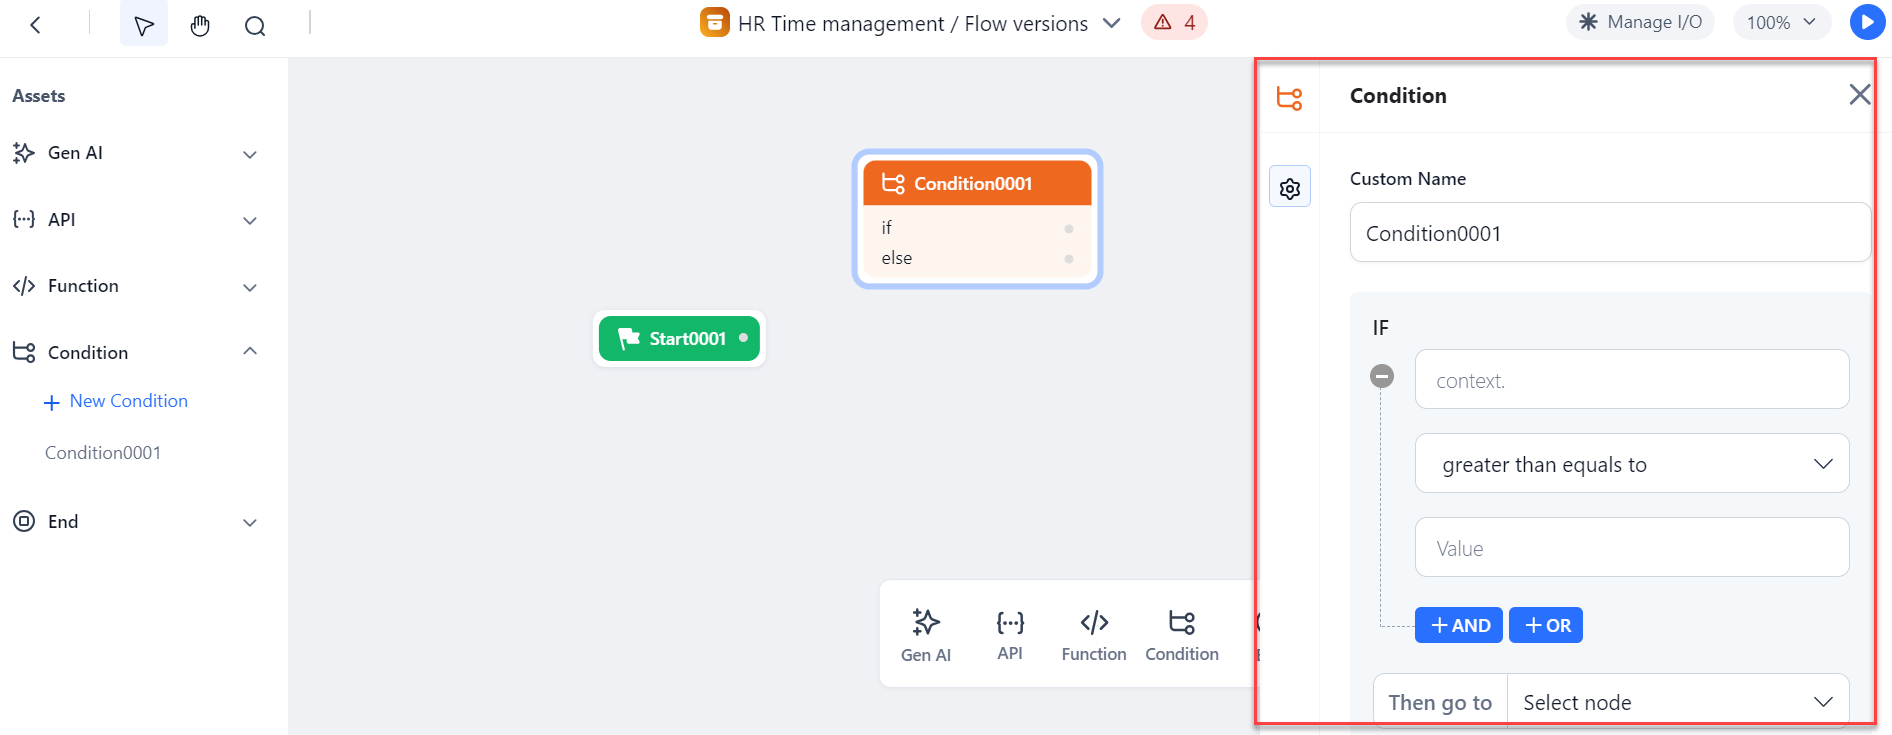 HR Time management / Flow versions
4
Manage I/O
100%
Assets
Gen AI
API
Function
Condition
New Condition
Condition0001
End
Condition0001
if
else
Start0001
Gen AI
API
Function
Condition
Condition
Custom Name
Condition0001
IF
context.
greater than equals to
Value
+ AND
+ OR
Then go to
Select node